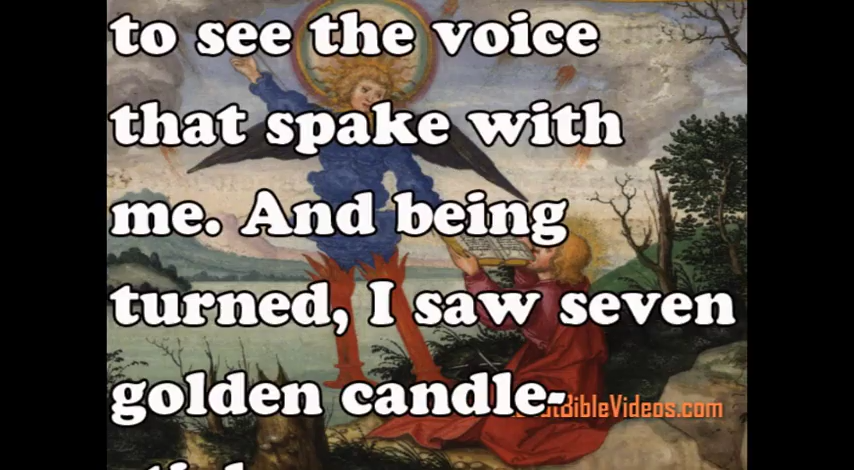 to see the voice
that spake with
me. And being
turned, I saw seven
golden candle-
BibleVideos.com